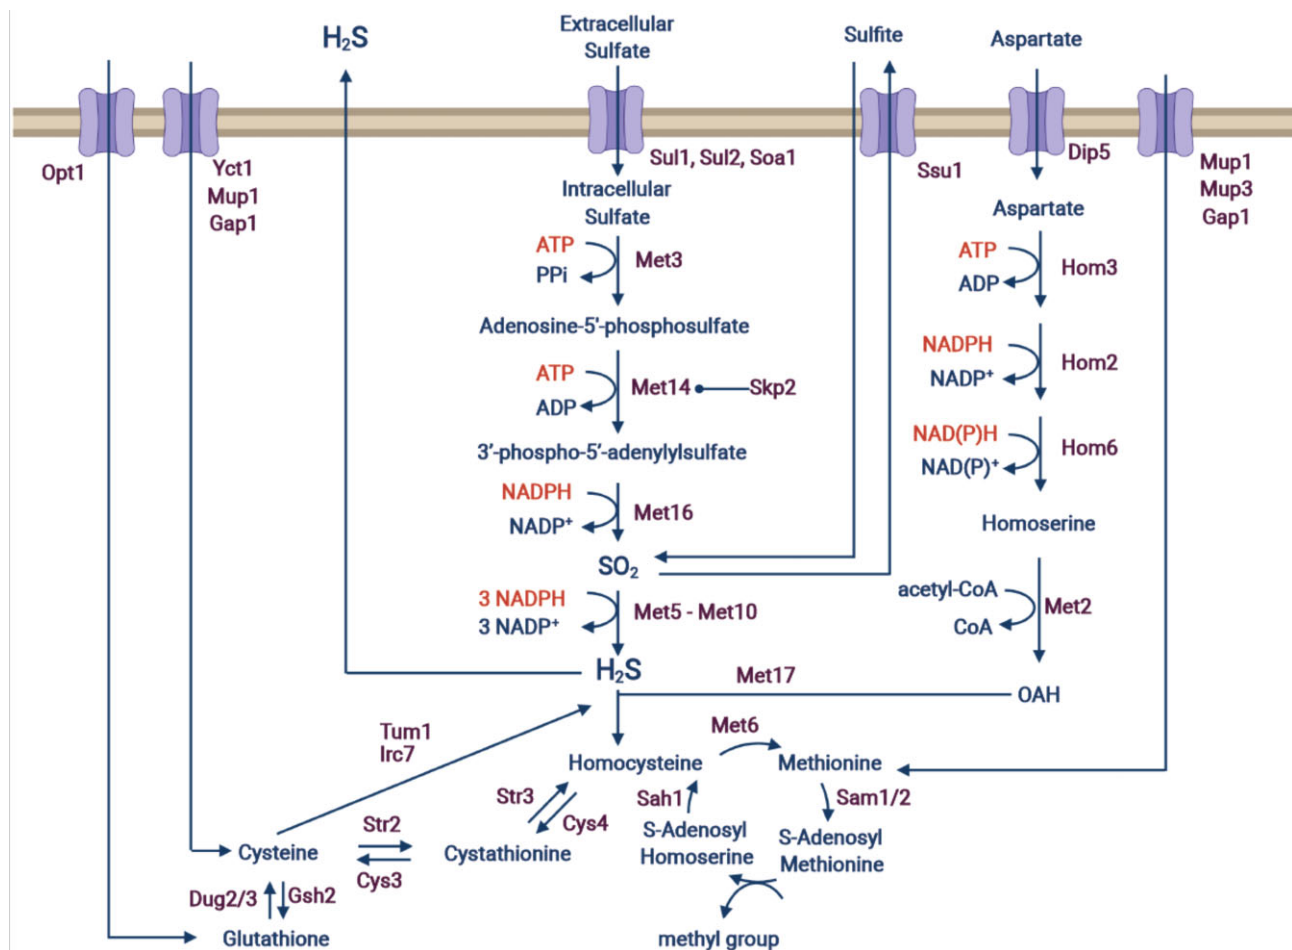 H₂S
Extracellular
Sulfate
Sulfite
Aspartate
Opt1
Yct1
Mup1
Gap1
Sul1, Sul2, Soa1
Ssu1
Dip5
Mup1
Mup3
Gap1
Intracellular
Sulfate
Aspartate
ATP
PPi
Met3
ATP
ADP
Hom3
Adenosine-5'-phosphosulfate
NADPH
NADP⁺
Hom2
ATP
ADP
Met14
Skp2
NAD(P)H
NAD(P)⁺
Hom6
3'-phospho-5'-adenylylsulfate
NADPH
NADP⁺
Met16
Homoserine
SO₂
acetyl-CoA
CoA
Met2
3 NADPH
3 NADP⁺
Met5 - Met10
H₂S
Met17
OAH
Tum1
Irc7
Met6
Homocysteine
Methionine
Str3
Cys4
Sah1
Sam1/2
Str2
Cys3
Cysteine
Cystathionine
S-Adenosyl
Homoserine
S-Adenosyl
Methionine
Dug2/3
Gsh2
Glutathione
methyl group